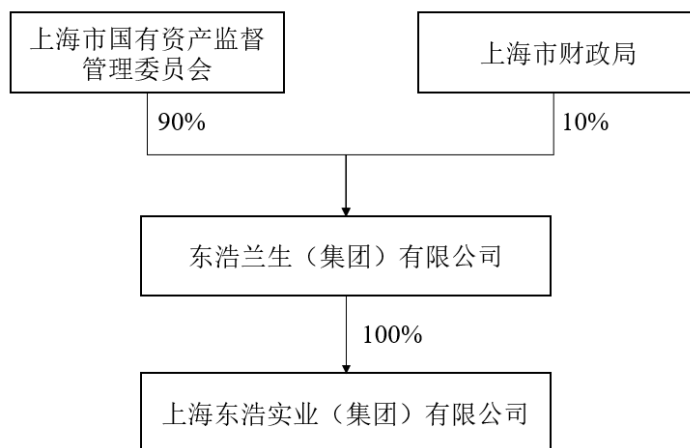 上海市国有资产监督
管理委员会
上海市财政局
90%
10%
东浩兰生（集团）有限公司
100%
上海东浩实业（集团）有限公司